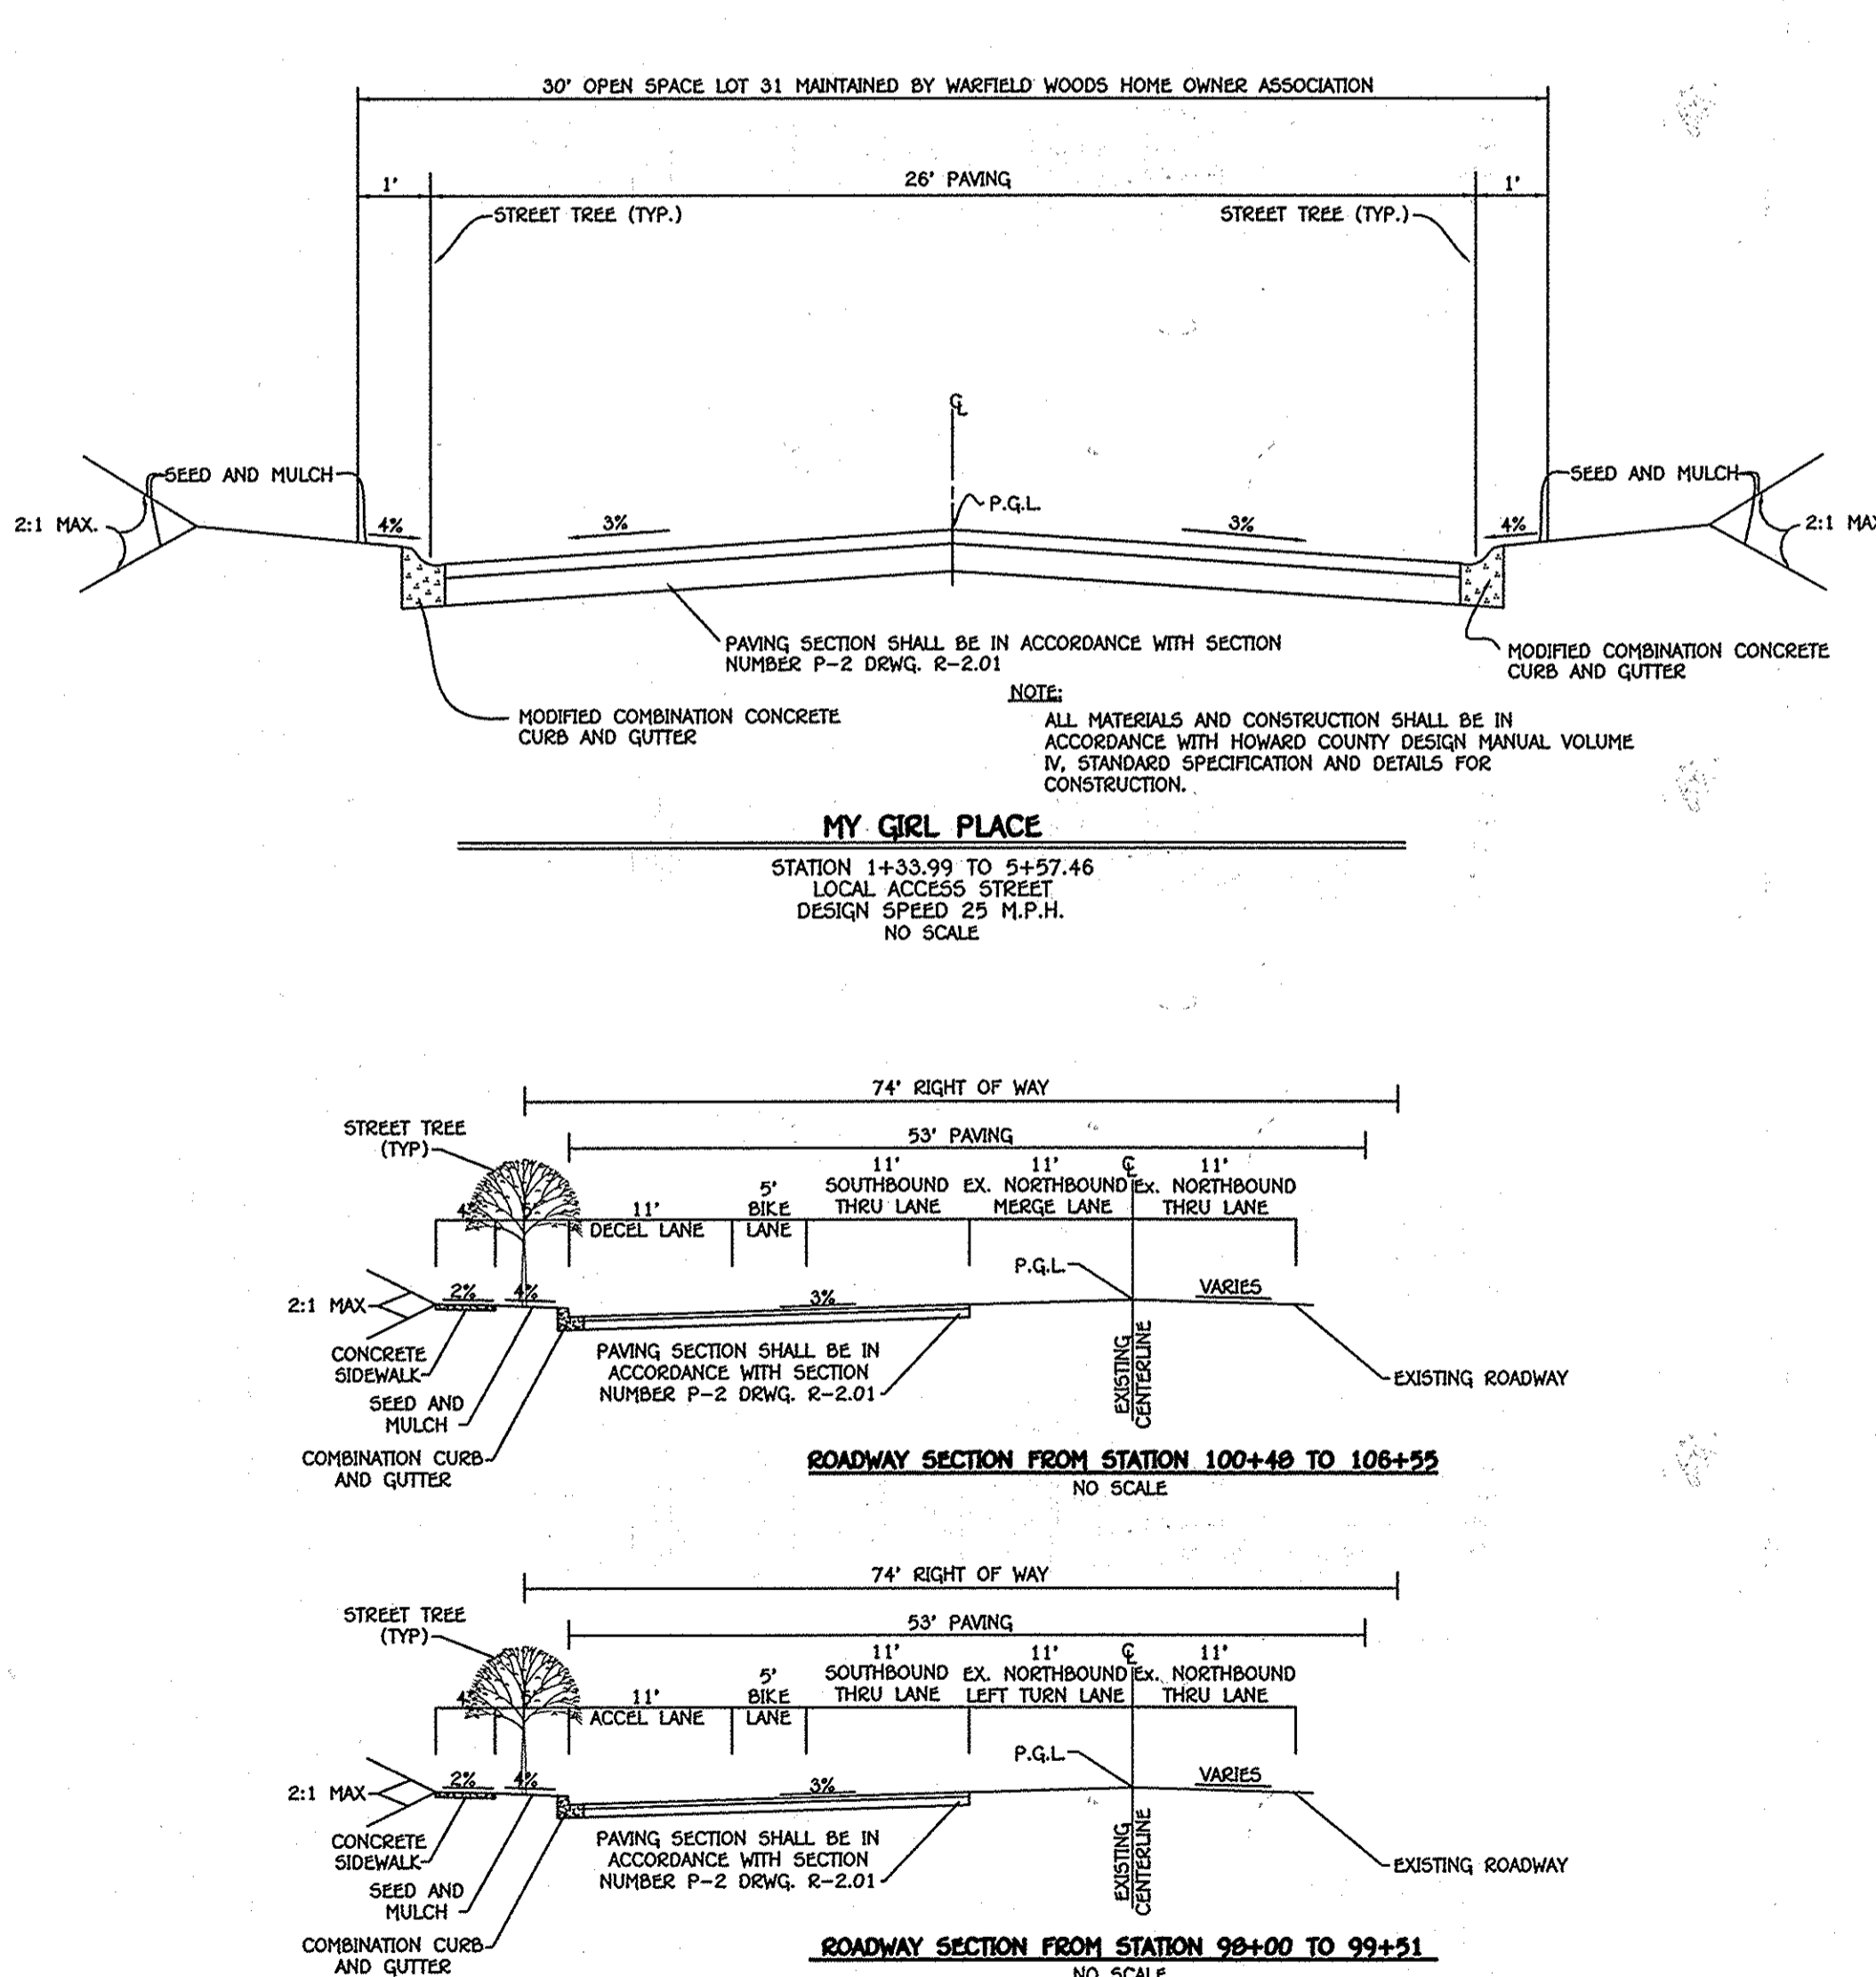 30' OPEN SPACE LOT 31 MAINTAINED BY WARFIELD WOODS HOME OWNER ASSOCIATION
1'
26' PAVING
1'
STREET TREE (TYP.)
STREET TREE (TYP.)
℄
SEED AND MULCH
SEED AND MULCH
P.G.L.
2:1 MAX.
4%
3%
3%
4%
2:1 MAX
PAVING SECTION SHALL BE IN ACCORDANCE WITH SECTION
NUMBER P-2 DRWG. R-2.01
MODIFIED COMBINATION CONCRETE
CURB AND GUTTER
MODIFIED COMBINATION CONCRETE
CURB AND GUTTER
NOTE:
ALL MATERIALS AND CONSTRUCTION SHALL BE IN
ACCORDANCE WITH HOWARD COUNTY DESIGN MANUAL VOLUME
IV, STANDARD SPECIFICATION AND DETAILS FOR
CONSTRUCTION.
MY GIRL PLACE
STATION 1+33.99 TO 5+57.46
LOCAL ACCESS STREET
DESIGN SPEED 25 M.P.H.
NO SCALE
74' RIGHT OF WAY
53' PAVING
STREET TREE
(TYP)
4'
5'
11'
DECEL LANE
5'
BIKE
LANE
11'
SOUTHBOUND
THRU LANE
11'
EX. NORTHBOUND
MERGE LANE
℄
11'
Ex. NORTHBOUND
THRU LANE
P.G.L.
2:1 MAX
2%
4%
3%
VARIES
CONCRETE
SIDEWALK
SEED AND
MULCH
COMBINATION CURB
AND GUTTER
PAVING SECTION SHALL BE IN
ACCORDANCE WITH SECTION
NUMBER P-2 DRWG. R-2.01
EXISTING
CENTERLINE
EXISTING ROADWAY
ROADWAY SECTION FROM STATION 100+48 TO 106+55
NO SCALE
74' RIGHT OF WAY
53' PAVING
STREET TREE
(TYP)
4'
5'
11'
ACCEL LANE
5'
BIKE
LANE
11'
SOUTHBOUND
THRU LANE
11'
EX. NORTHBOUND
LEFT TURN LANE
℄
11'
Ex. NORTHBOUND
THRU LANE
P.G.L.
2:1 MAX
2%
4%
3%
VARIES
CONCRETE
SIDEWALK
SEED AND
MULCH
COMBINATION CURB
AND GUTTER
PAVING SECTION SHALL BE IN
ACCORDANCE WITH SECTION
NUMBER P-2 DRWG. R-2.01
EXISTING
CENTERLINE
EXISTING ROADWAY
ROADWAY SECTION FROM STATION 98+00 TO 99+51
NO SCALE